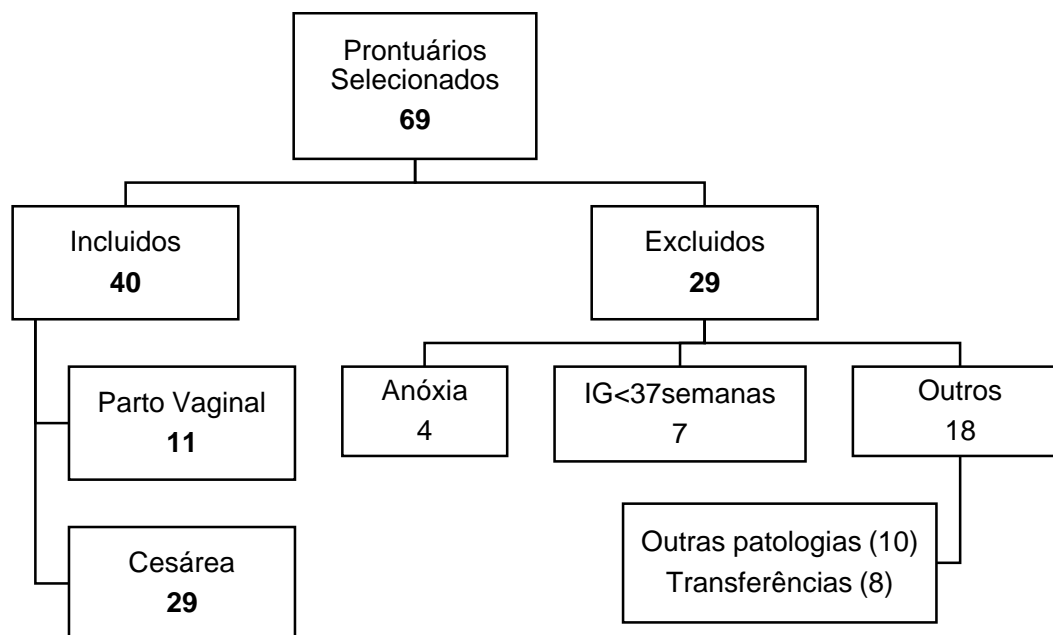 Prontuários
Selecionados
69
Incluidos
40
Excluidos
29
Parto Vaginal
11
Cesárea
29
Anóxia
4
IG<37semanas
7
Outros
18
Outras patologias (10)
Transferências (8)